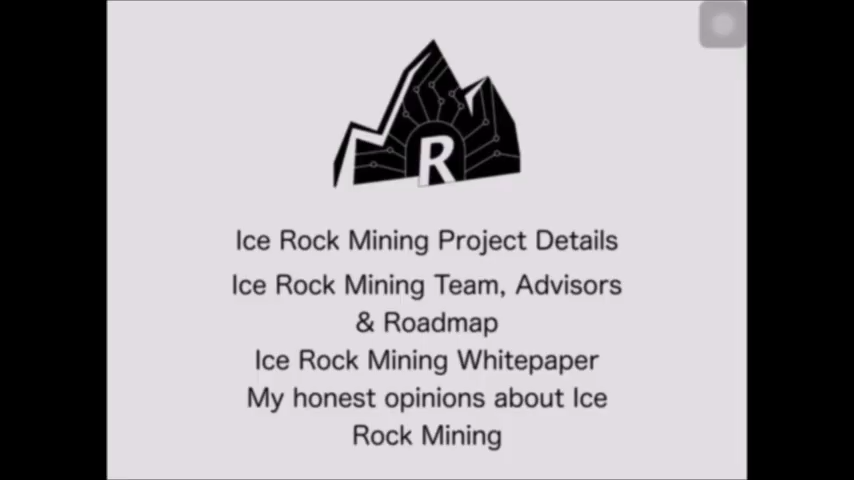 R
Ice Rock Mining Project Details
Ice Rock Mining Team, Advisors
& Roadmap
Ice Rock Mining Whitepaper
My honest opinions about Ice
Rock Mining